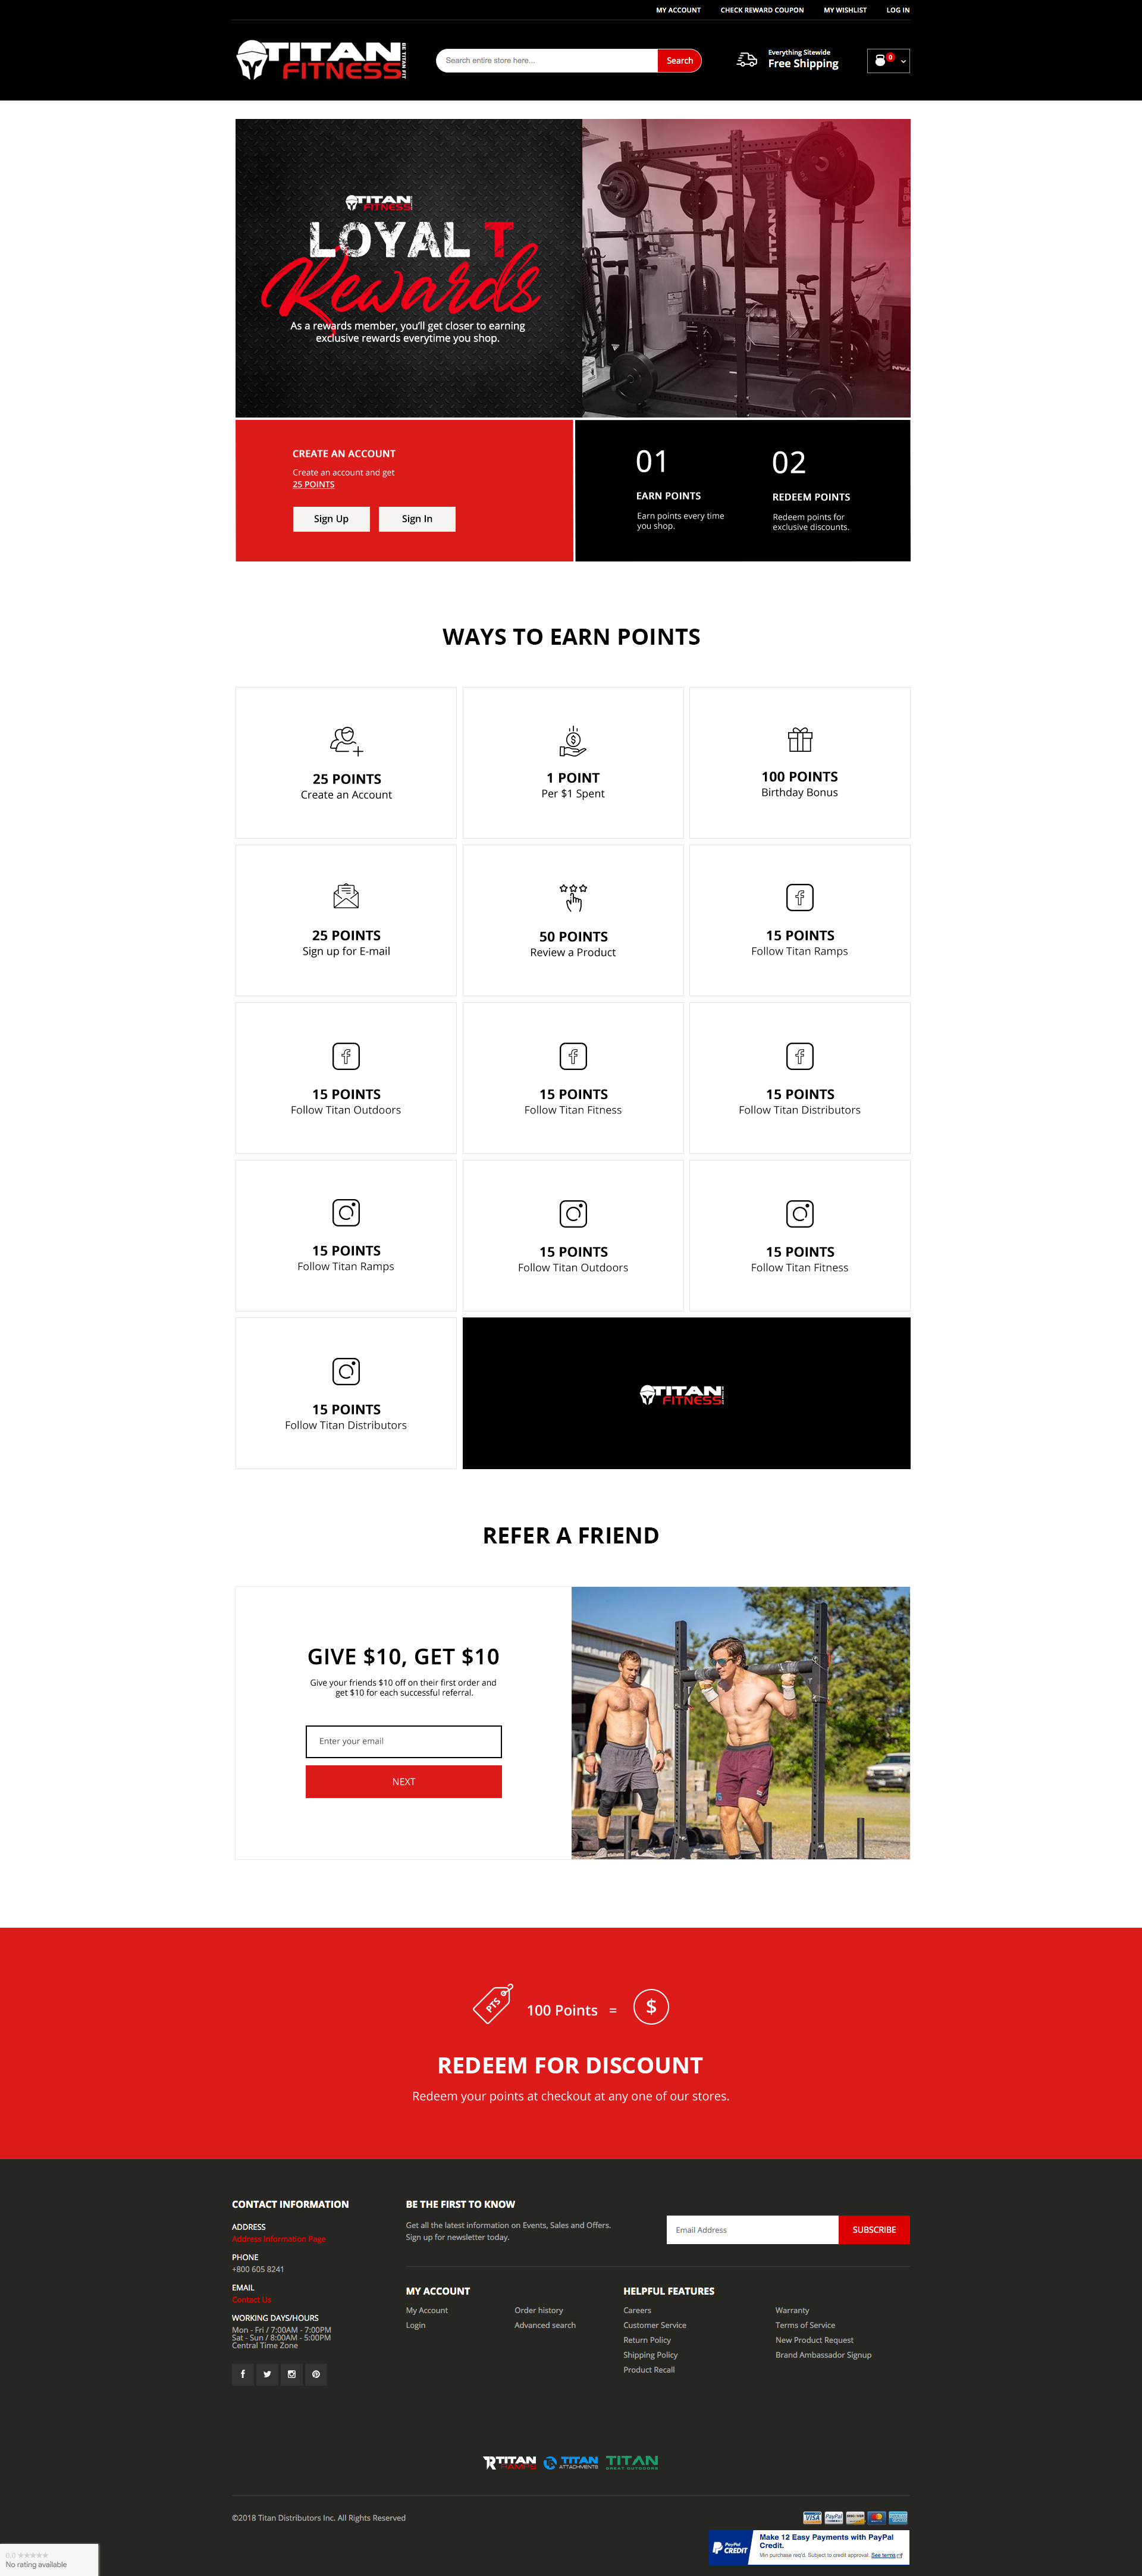 MY ACCOUNT CHECK REWARD COUPON MY WISHLIST LOG IN
TITAN
FITNESS
BE TITAN FIT
Search entire store here... Search
Everything Sitewide
Free Shipping
0
TITAN
FITNESS
LOYAL T
Rewards
As a rewards member, you'll get closer to earning
exclusive rewards everytime you shop.
CREATE AN ACCOUNT
Create an account and get
25 POINTS
Sign Up Sign In
01
EARN POINTS
Earn points every time
you shop.
02
REDEEM POINTS
Redeem points for
exclusive discounts.
WAYS TO EARN POINTS
25 POINTS
Create an Account
1 POINT
Per $1 Spent
100 POINTS
Birthday Bonus
25 POINTS
Sign up for E-mail
50 POINTS
Review a Product
15 POINTS
Follow Titan Ramps
15 POINTS
Follow Titan Outdoors
15 POINTS
Follow Titan Fitness
15 POINTS
Follow Titan Distributors
15 POINTS
Follow Titan Ramps
15 POINTS
Follow Titan Outdoors
15 POINTS
Follow Titan Fitness
15 POINTS
Follow Titan Distributors
TITAN
FITNESS
REFER A FRIEND
GIVE $10, GET $10
Give your friends $10 off on their first order and
get $10 for each successful referral.
Enter your email
NEXT
PTS 100 Points = $
REDEEM FOR DISCOUNT
Redeem your points at checkout at any one of our stores.
CONTACT INFORMATION
ADDRESS
Address Information Page
PHONE
+800 605 8241
EMAIL
Contact Us
WORKING DAYS/HOURS
Mon - Fri / 7:00AM - 7:00PM
Sat - Sun / 8:00AM - 5:00PM
Central Time Zone
BE THE FIRST TO KNOW
Get all the latest information on Events, Sales and Offers.
Sign up for newsletter today.
Email Address SUBSCRIBE
MY ACCOUNT
My Account Order history
Login Advanced search
HELPFUL FEATURES
Careers Warranty
Customer Service Terms of Service
Return Policy New Product Request
Shipping Policy Brand Ambassador Signup
Product Recall
TITAN
RAMPS
TITAN
ATTACHMENTS
TITAN
GREAT OUTDOORS
©2018 Titan Distributors Inc. All Rights Reserved
VISA PayPal
PayPal
CREDIT
Make 12 Easy Payments with PayPal
Credit.
Min purchase req'd. Subject to credit approval. See terms
0.0
No rating available